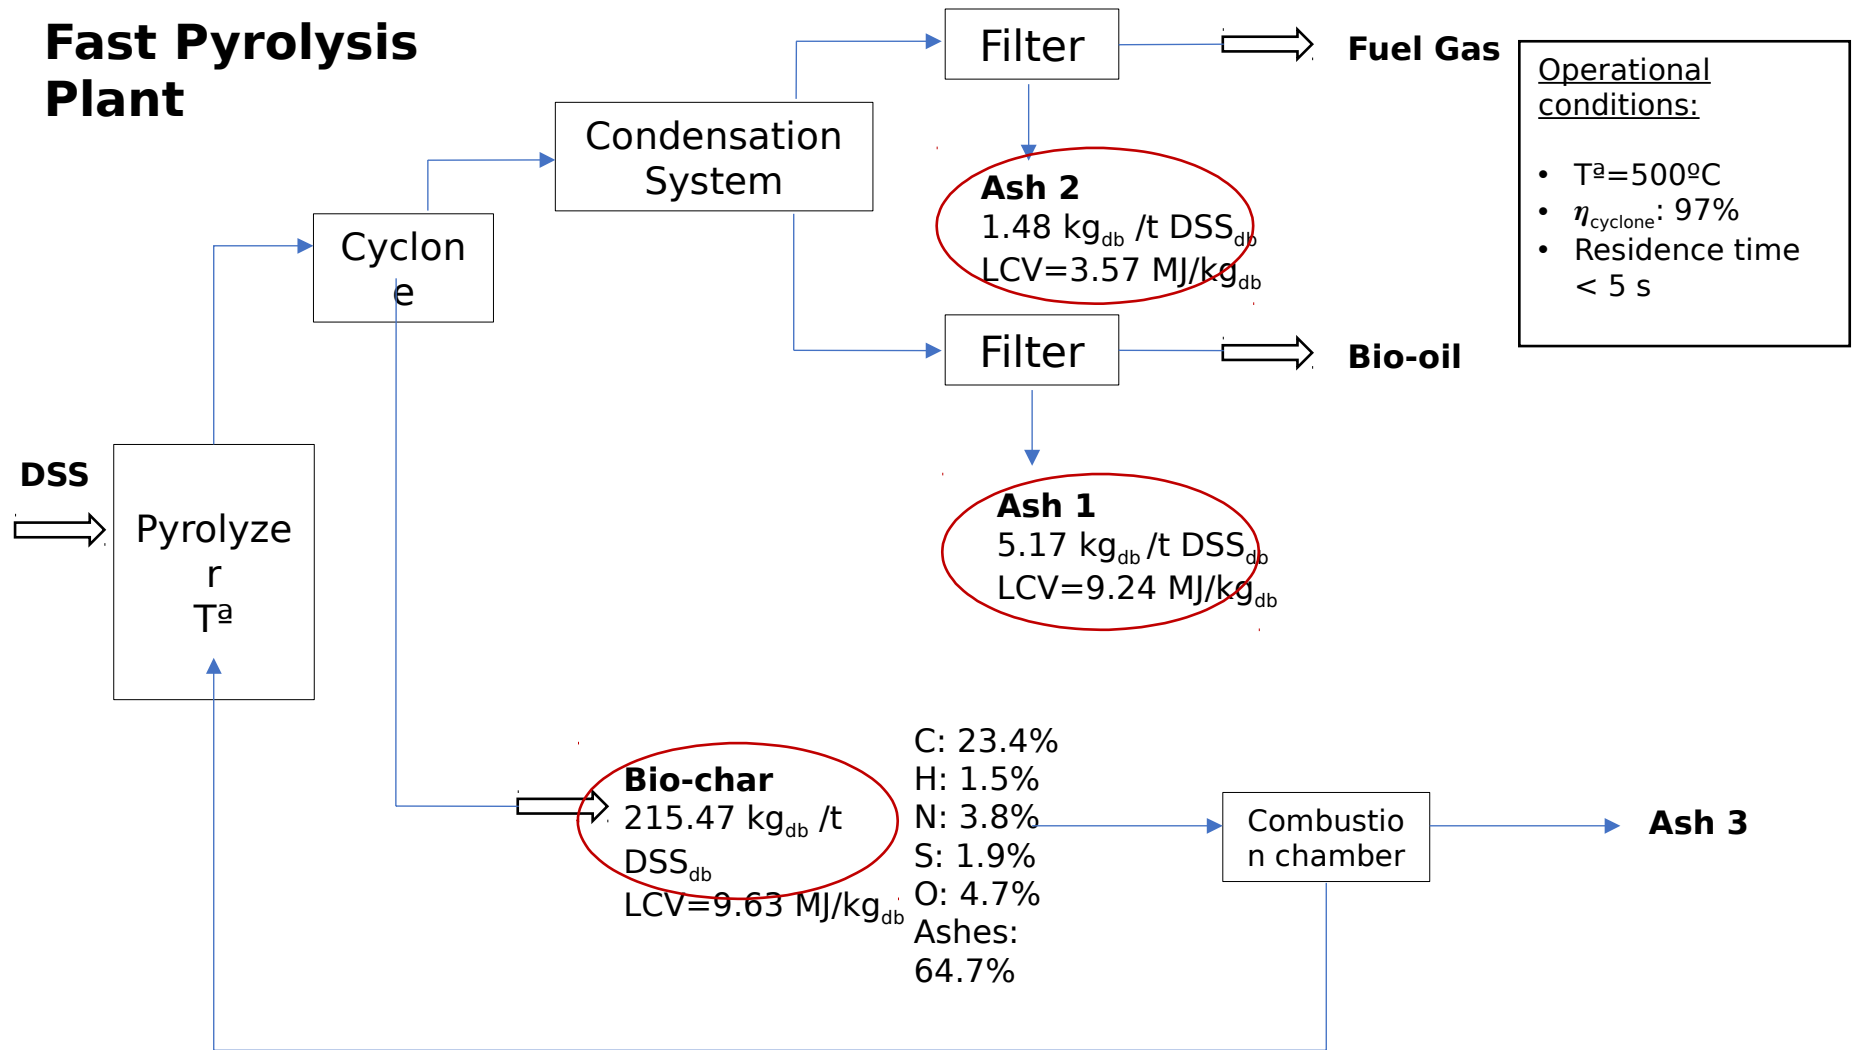 Fast Pyrolysis
Plant
Filter
Fuel Gas
Operational
conditions:
• Tª=500ºC
• η cyclone: 97%
• Residence time
< 5 s
Condensation
System
Ash 2
1.48 kgdb /t DSSdb
LCV=3.57 MJ/kgdb
Cyclon
e
Filter
Bio-oil
DSS
Pyrolyze
r
Tª
Ash 1
5.17 kgdb /t DSSdb
LCV=9.24 MJ/kgdb
Bio-char
215.47 kgdb /t
DSSdb
LCV=9.63 MJ/kgdb
C: 23.4%
H: 1.5%
N: 3.8%
S: 1.9%
O: 4.7%
Ashes:
64.7%
Combustio
n chamber
Ash 3